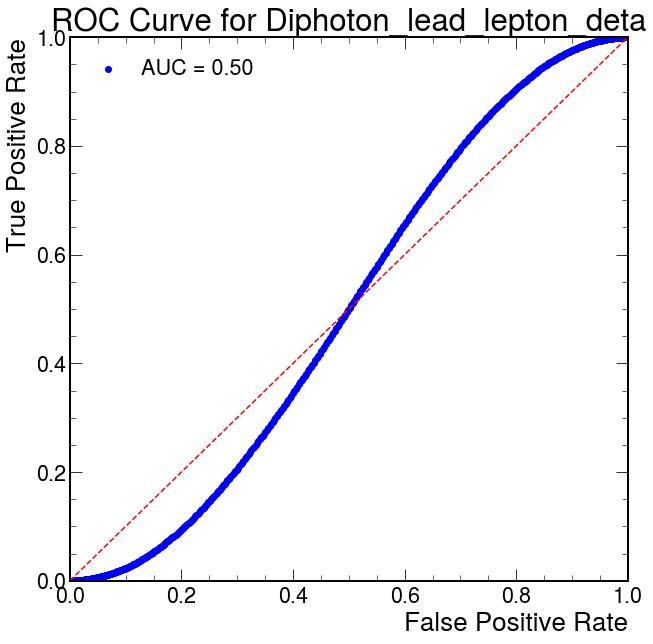 ROC Curve for Diphoton_lead_lepton_deta
AUC = 0.50
True Positive Rate
1.0
0.8
0.6
0.4
0.2
0.0
0.0 0.2 0.4 0.6 0.8 1.0
False Positive Rate